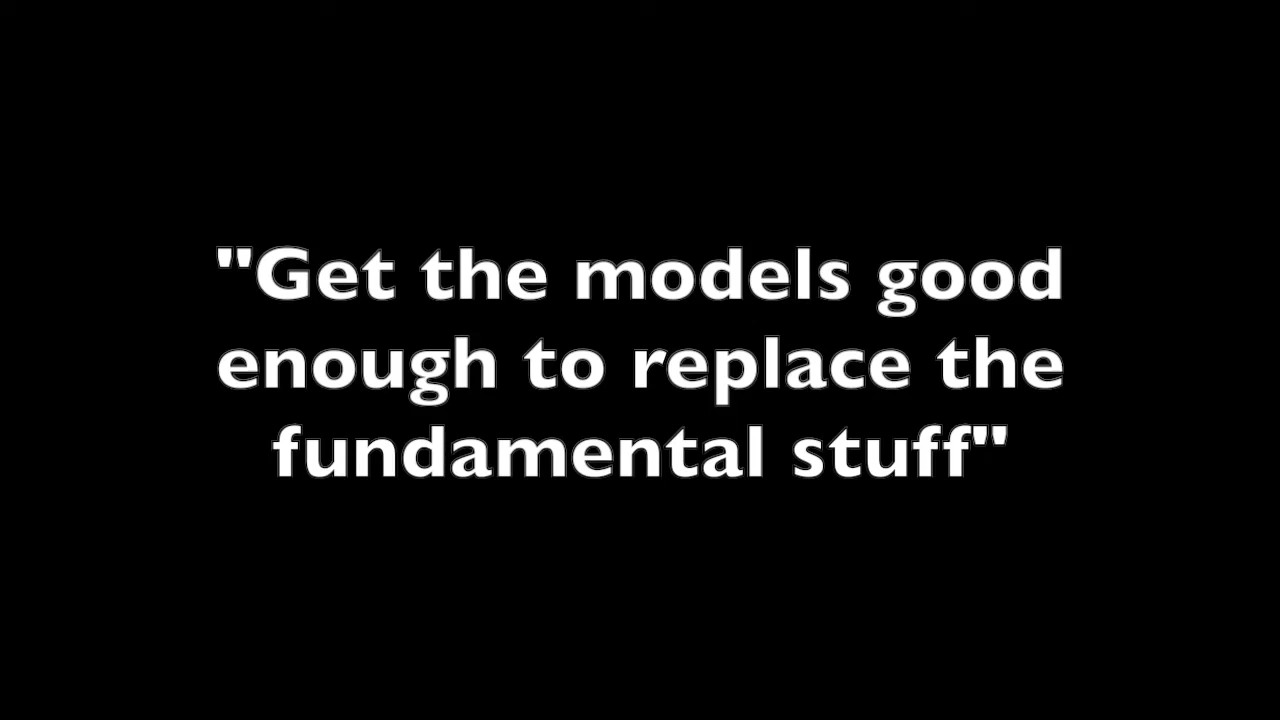 "Get the models good
enough to replace the
fundamental stuff"